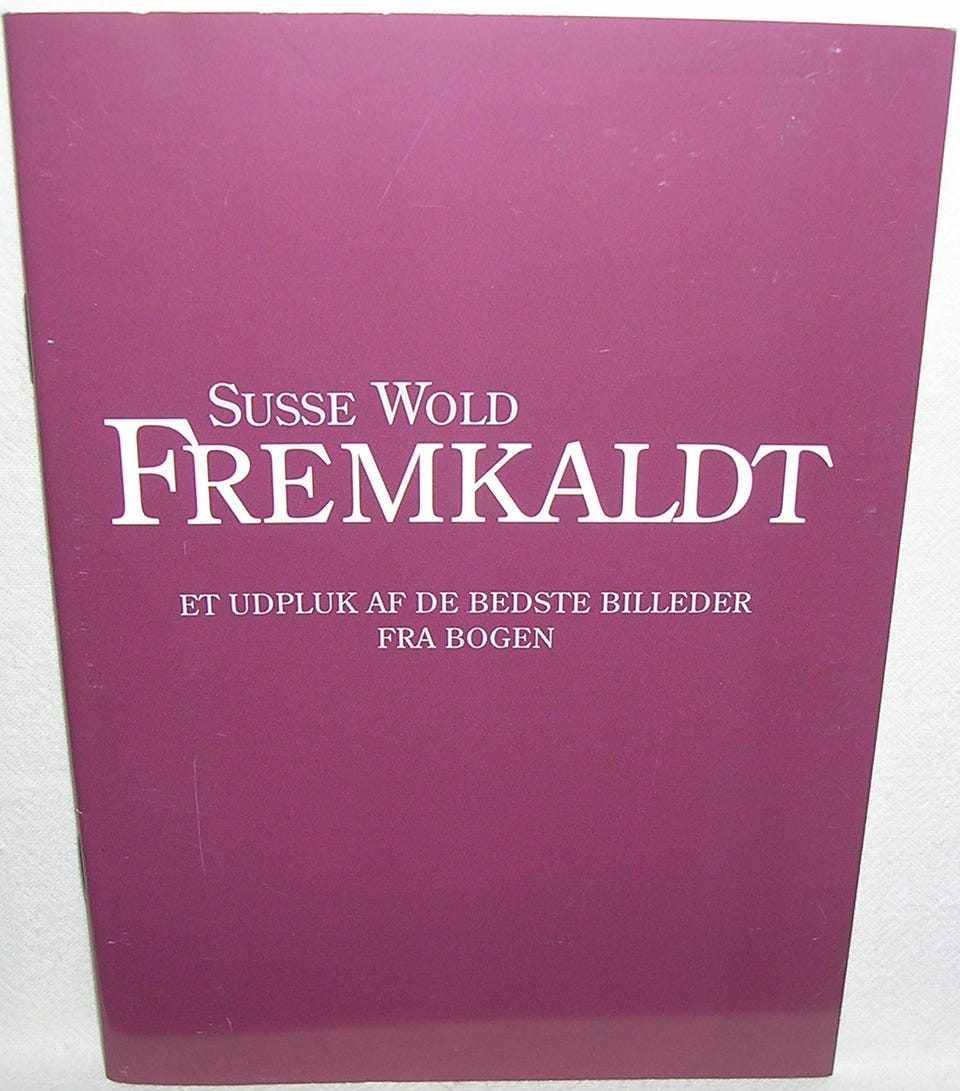 SUSSE WOLD
FREMKALDT
ET UDPLUK AF DE BEDSTE BILLEDER
FRA BOGEN